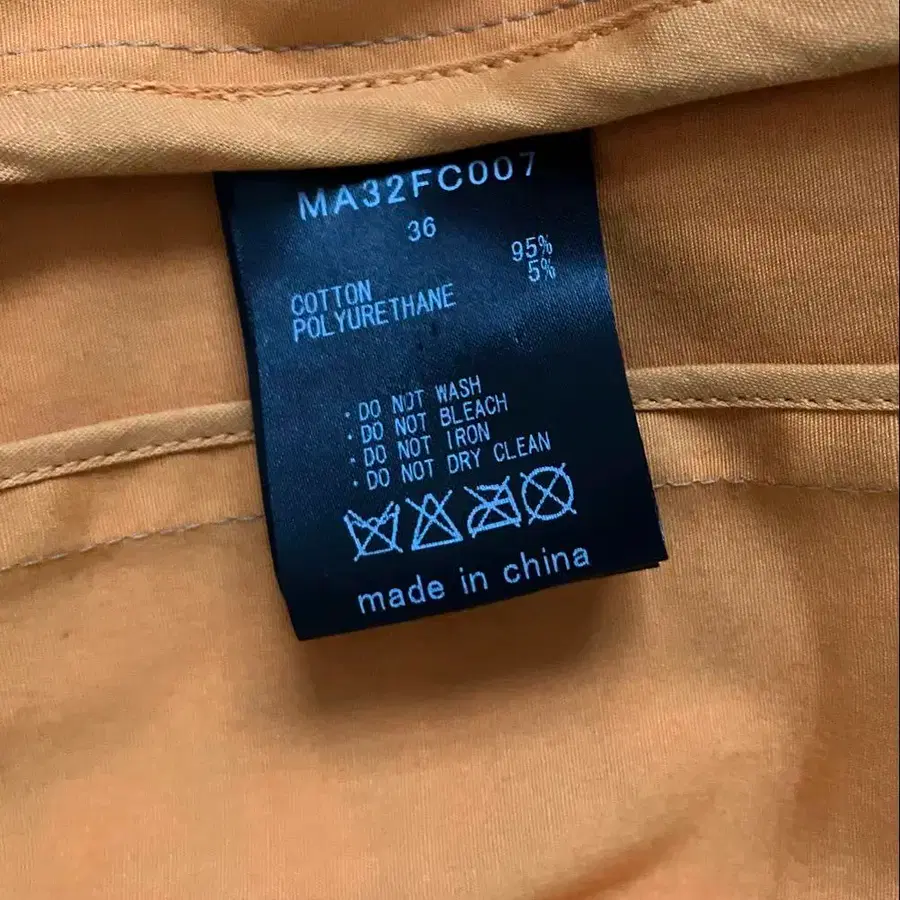 MA32FC007
36
COTTON 95%
POLYURETHANE 5%
・DO NOT WASH
・DO NOT BLEACH
・DO NOT IRON
・DO NOT DRY CLEAN
made in china